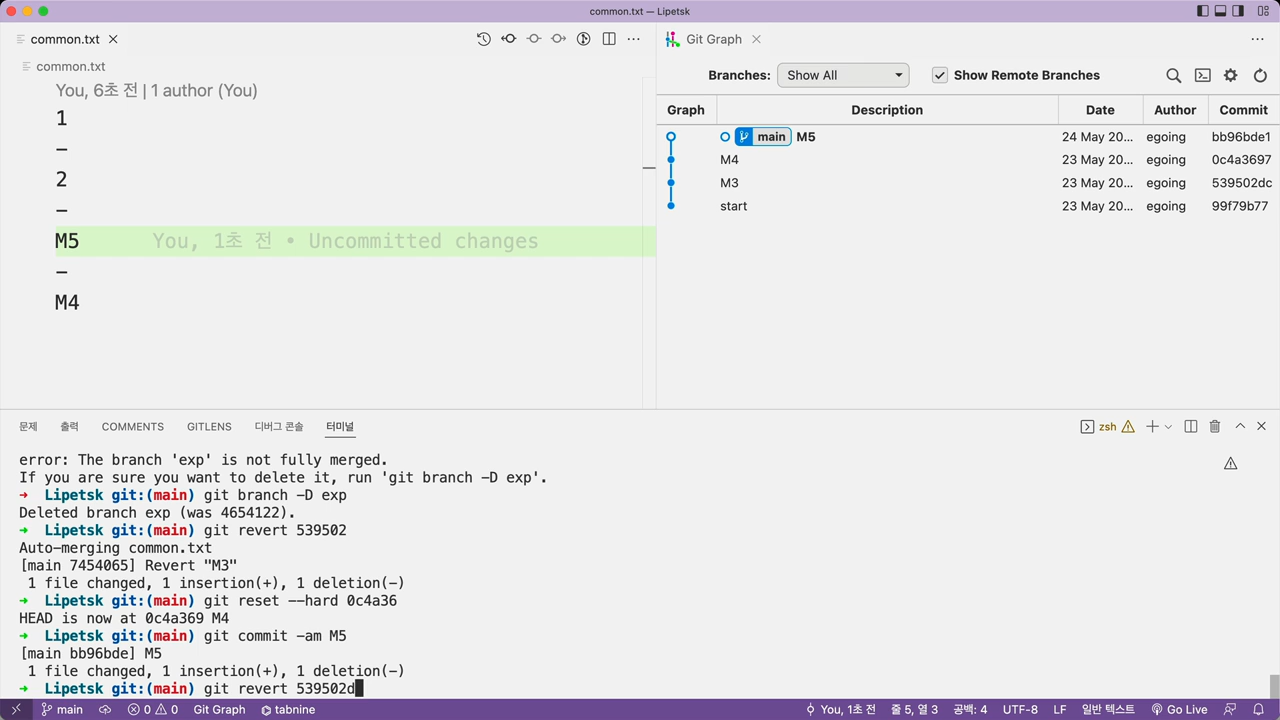 common.txt — Lipetsk
common.txt
Git Graph
common.txt
Branches: Show All Show Remote Branches
You, 6초 전 | 1 author (You)
Graph Description Date Author Commit
1
main M5 24 May 20... egoing bb96bde1
–
M4 23 May 20... egoing 0c4a3697
2
M3 23 May 20... egoing 539502dc
–
start 23 May 20... egoing 99f79b77
M5 You, 1초 전 • Uncommitted changes
–
M4
문제 출력 COMMENTS GITLENS 디버그 콘솔 터미널 zsh
error: The branch 'exp' is not fully merged.
If you are sure you want to delete it, run 'git branch -D exp'.
➜ Lipetsk git:(main) git branch -D exp
Deleted branch exp (was 4654122).
➜ Lipetsk git:(main) git revert 539502
Auto-merging common.txt
[main 7454065] Revert "M3"
1 file changed, 1 insertion(+), 1 deletion(-)
➜ Lipetsk git:(main) git reset --hard 0c4a36
HEAD is now at 0c4a369 M4
➜ Lipetsk git:(main) git commit -am M5
[main bb96bde] M5
1 file changed, 1 insertion(+), 1 deletion(-)
➜ Lipetsk git:(main) git revert 539502d
main 0 0 Git Graph tabnine You, 1초 전 줄 5, 열 3 공백: 4 UTF-8 LF 일반 텍스트 Go Live